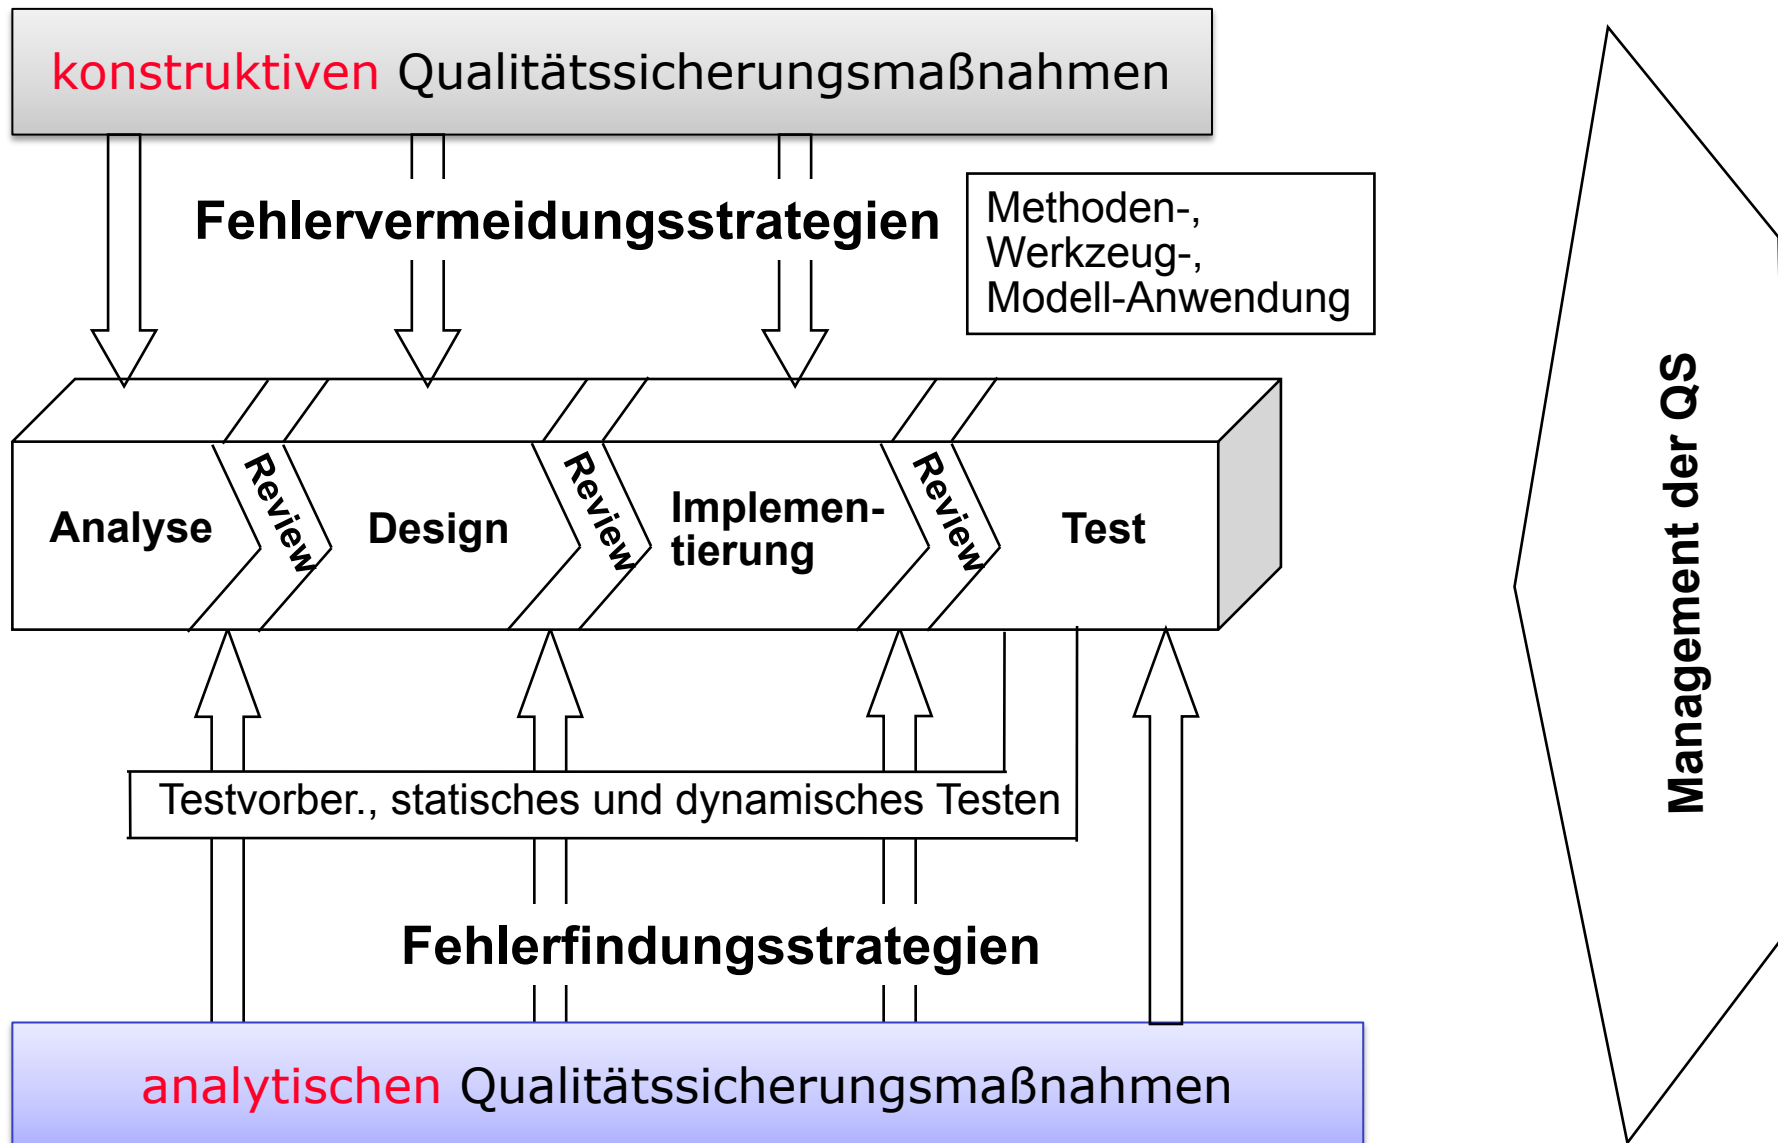 konstruktiven Qualitätssicherungsmaßnahmen
Fehlervermeidungsstrategien
Methoden-,
Werkzeug-,
Modell-Anwendung
Analyse
Review
Design
Review
Implemen-
tierung
Review
Test
Testvorber., statisches und dynamisches Testen
Fehlerfindungsstrategien
analytischen Qualitätssicherungsmaßnahmen
Management der QS